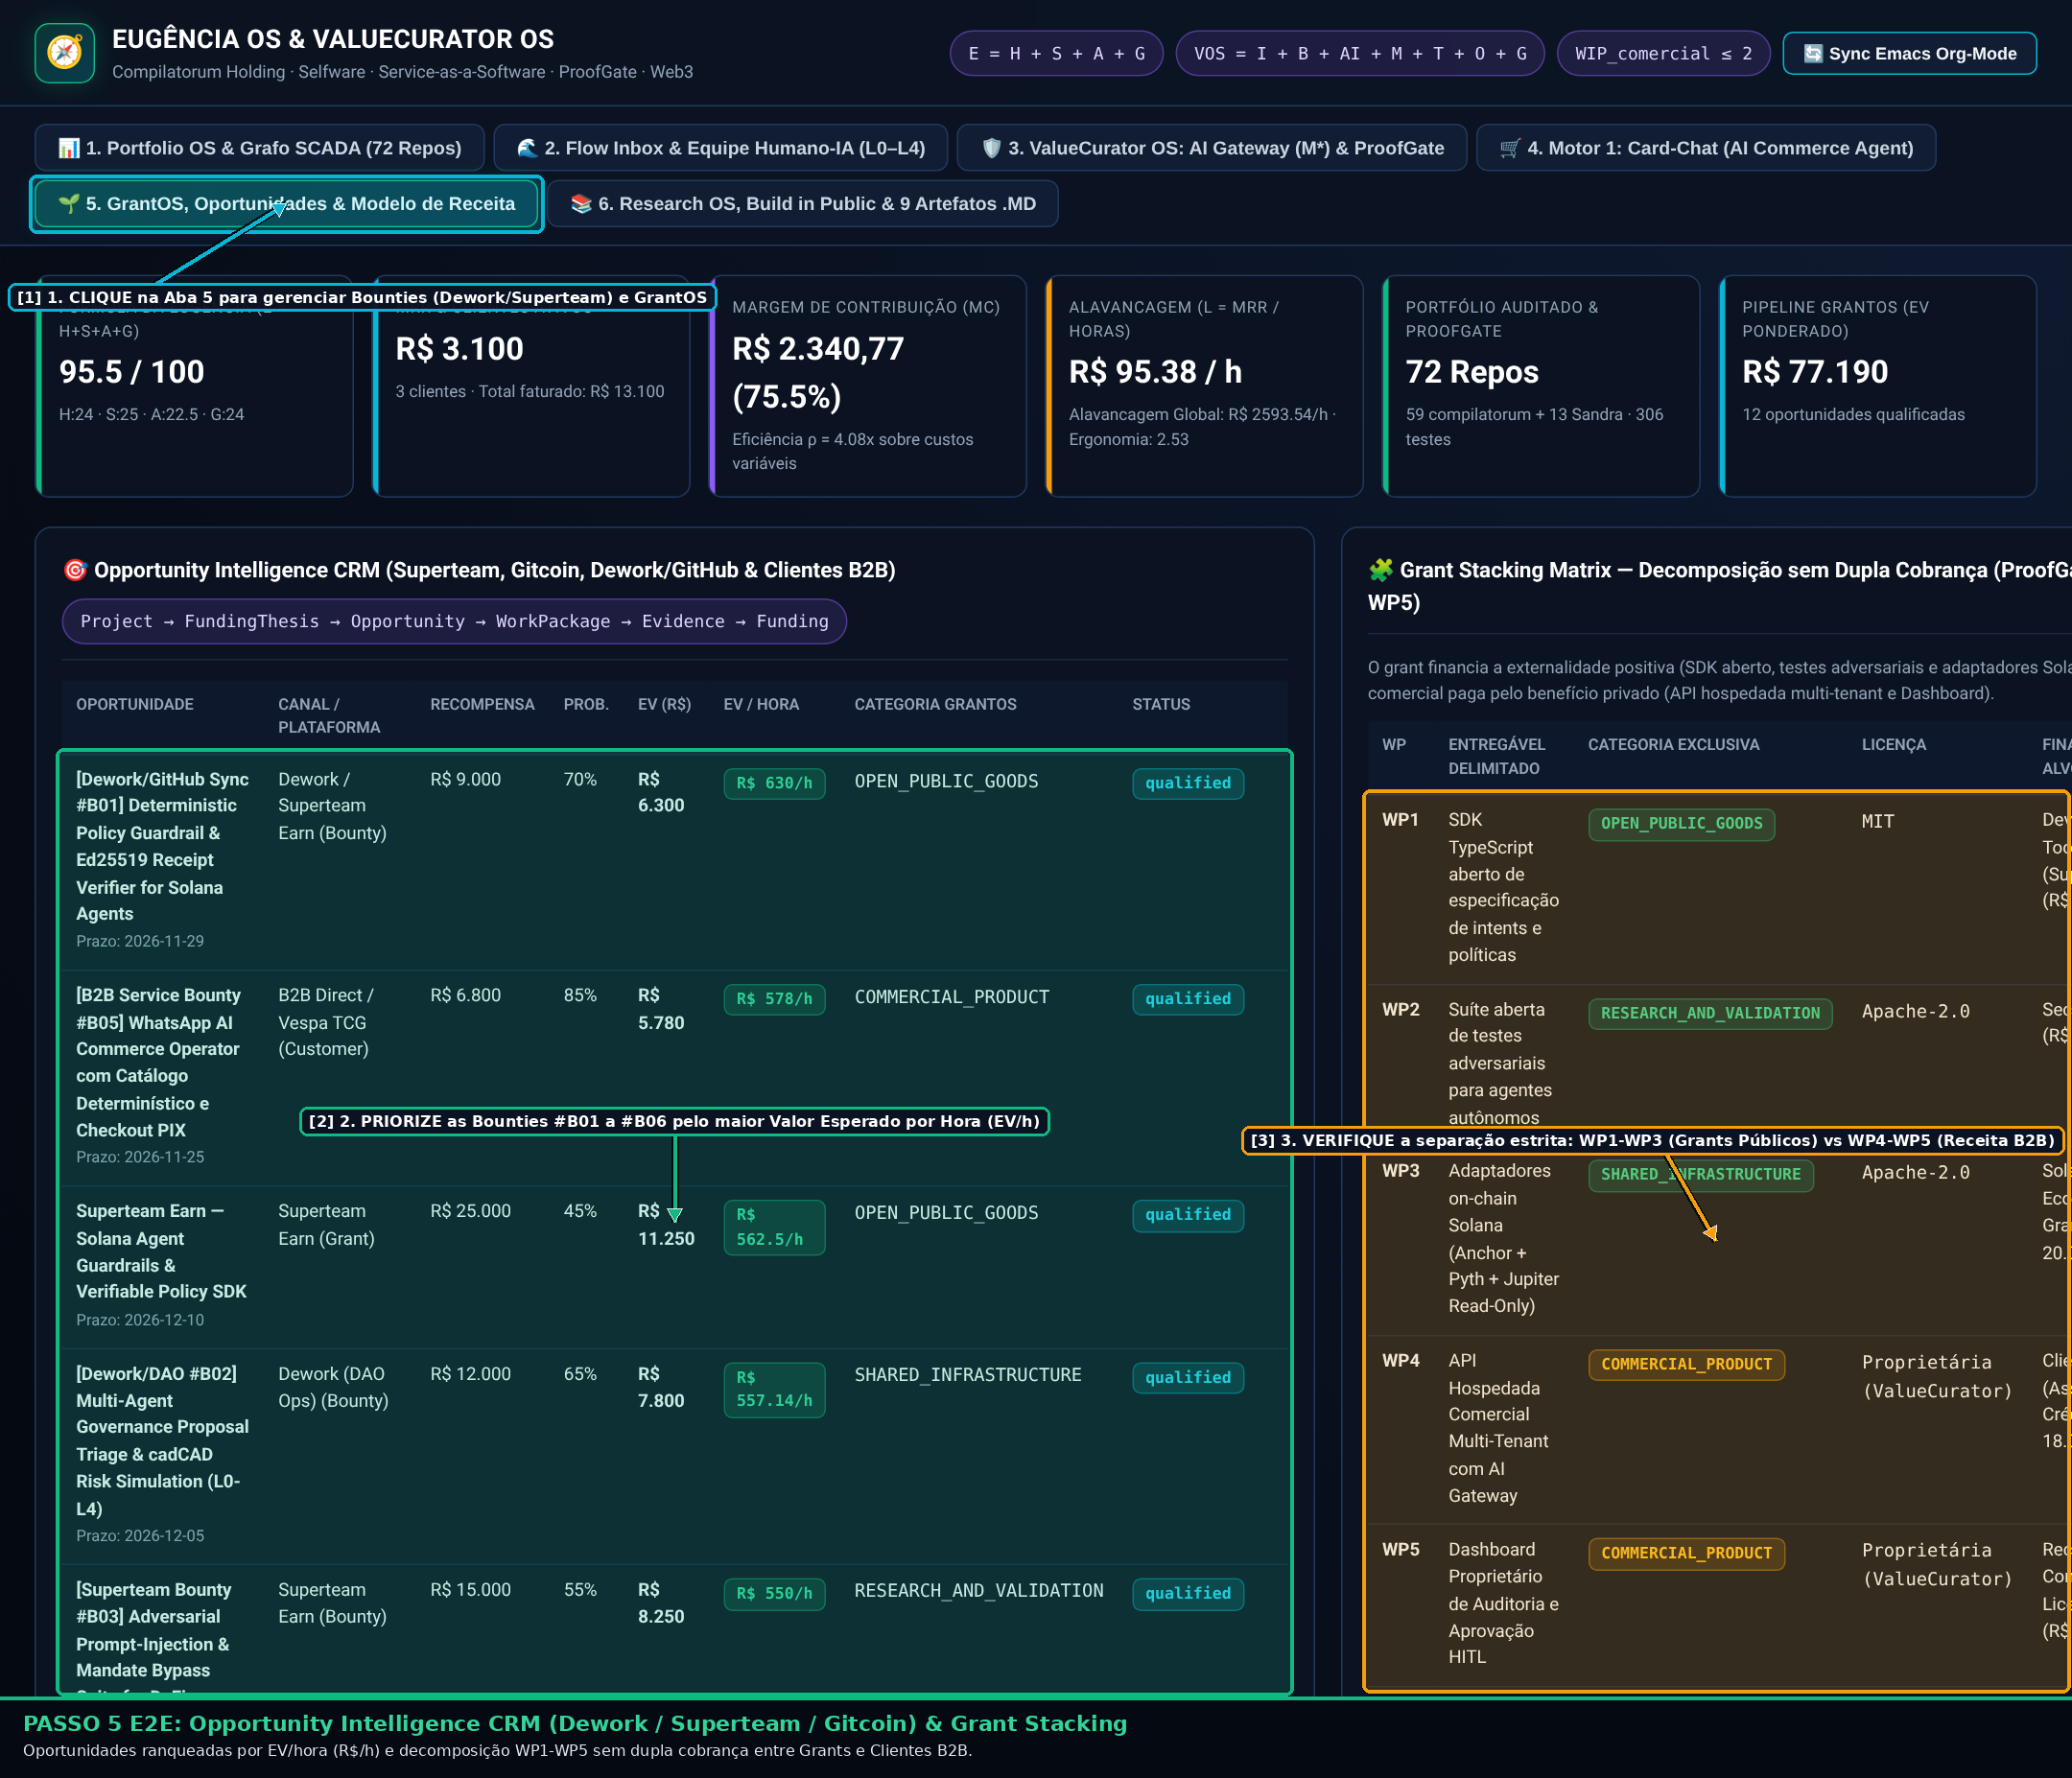 EUGÊNCIA OS & VALUECURATOR OS
Compilatorum Holding · Selfware · Service-as-a-Software · ProofGate · Web3
E = H + S + A + G
VOS = I + B + AI + M + T + O + G
WIP_comercial ≤ 2
🔄 Sync Emacs Org-Mode
📊 1. Portfolio OS & Grafo SCADA (72 Repos)
🌊 2. Flow Inbox & Equipe Humano-IA (L0–L4)
🛡️ 3. ValueCurator OS: AI Gateway (M*) & ProofGate
🛒 4. Motor 1: Card-Chat (AI Commerce Agent)
🌱 5. GrantOS, Oportunidades & Modelo de Receita
📚 6. Research OS, Build in Public & 9 Artefatos .MD
[1] 1. CLIQUE na Aba 5 para gerenciar Bounties (Dework/Superteam) e GrantOS
H+S+A+G)
95.5 / 100
H:24 · S:25 · A:22.5 · G:24
R$ 3.100
3 clientes · Total faturado: R$ 13.100
MARGEM DE CONTRIBUIÇÃO (MC)
R$ 2.340,77
(75.5%)
Eficiência ρ = 4.08x sobre custos
variáveis
ALAVANCAGEM (L = MRR /
HORAS)
R$ 95.38 / h
Alavancagem Global: R$ 2593.54/h ·
Ergonomia: 2.53
PORTFÓLIO AUDITADO &
PROOFGATE
72 Repos
59 compilatorum + 13 Sandra · 306
testes
PIPELINE GRANTOS (EV
PONDERADO)
R$ 77.190
12 oportunidades qualificadas
🎯 Opportunity Intelligence CRM (Superteam, Gitcoin, Dework/GitHub & Clientes B2B)
Project → FundingThesis → Opportunity → WorkPackage → Evidence → Funding
OPORTUNIDADE
CANAL /
PLATAFORMA
RECOMPENSA
PROB.
EV (R$)
EV / HORA
CATEGORIA GRANTOS
STATUS
[Dework/GitHub Sync
#B01] Deterministic
Policy Guardrail &
Ed25519 Receipt
Verifier for Solana
Agents
Prazo: 2026-11-29
Dework /
Superteam
Earn (Bounty)
R$ 9.000
70%
R$
6.300
R$ 630/h
OPEN_PUBLIC_GOODS
qualified
[B2B Service Bounty
#B05] WhatsApp AI
Commerce Operator
com Catálogo
Determinístico e
Checkout PIX
Prazo: 2026-11-25
B2B Direct /
Vespa TCG
(Customer)
R$ 6.800
85%
R$
5.780
R$ 578/h
COMMERCIAL_PRODUCT
qualified
[2] 2. PRIORIZE as Bounties #B01 a #B06 pelo maior Valor Esperado por Hora (EV/h)
Superteam Earn —
Solana Agent
Guardrails &
Verifiable Policy SDK
Prazo: 2026-12-10
Superteam
Earn (Grant)
R$ 25.000
45%
R$
11.250
R$
562.5/h
OPEN_PUBLIC_GOODS
qualified
[Dework/DAO #B02]
Multi-Agent
Governance Proposal
Triage & cadCAD
Risk Simulation (L0-
L4)
Prazo: 2026-12-05
Dework (DAO
Ops) (Bounty)
R$ 12.000
65%
R$
7.800
R$
557.14/h
SHARED_INFRASTRUCTURE
qualified
[Superteam Bounty
#B03] Adversarial
Prompt-Injection &
Mandate Bypass
Superteam
Earn (Bounty)
R$ 15.000
55%
R$
8.250
R$ 550/h
RESEARCH_AND_VALIDATION
qualified
🧩 Grant Stacking Matrix — Decomposição sem Dupla Cobrança (ProofGa
WP5)
O grant financia a externalidade positiva (SDK aberto, testes adversariais e adaptadores Sola
comercial paga pelo benefício privado (API hospedada multi-tenant e Dashboard).
WP
ENTREGÁVEL
DELIMITADO
CATEGORIA EXCLUSIVA
LICENÇA
WP1
SDK
TypeScript
aberto de
especificação
de intents e
políticas
OPEN_PUBLIC_GOODS
MIT
WP2
Suíte aberta
de testes
adversariais
para agentes
autônomos
RESEARCH_AND_VALIDATION
Apache-2.0
[3] 3. VERIFIQUE a separação estrita: WP1-WP3 (Grants Públicos) vs WP4-WP5 (Receita B2B)
WP3
Adaptadores
on-chain
Solana
(Anchor +
Pyth + Jupiter
Read-Only)
SHARED_INFRASTRUCTURE
Apache-2.0
WP4
API
Hospedada
Comercial
Multi-Tenant
com AI
Gateway
COMMERCIAL_PRODUCT
Proprietária
(ValueCurator)
WP5
Dashboard
Proprietário
de Auditoria e
Aprovação
HITL
COMMERCIAL_PRODUCT
Proprietária
(ValueCurator)
PASSO 5 E2E: Opportunity Intelligence CRM (Dework / Superteam / Gitcoin) & Grant Stacking
Oportunidades ranqueadas por EV/hora (R$/h) e decomposição WP1-WP5 sem dupla cobrança entre Grants e Clientes B2B.